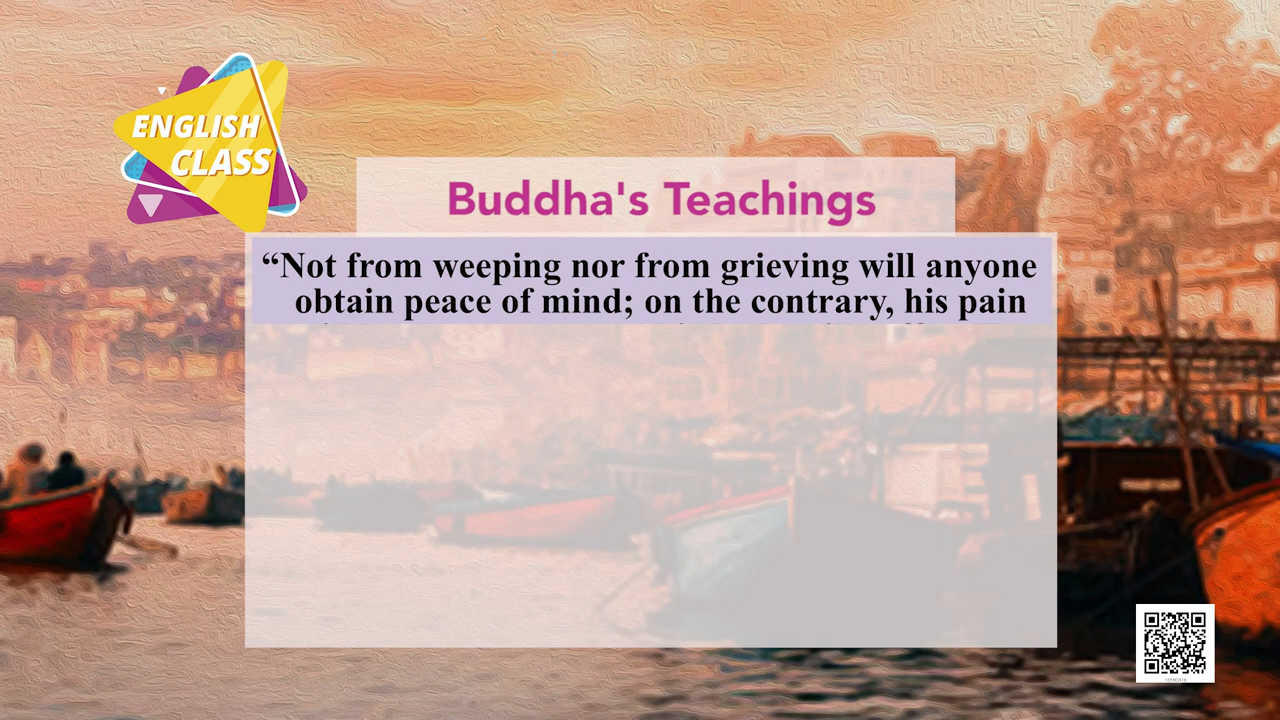 ENGLISH
CLASS
Buddha's Teachings
“Not from weeping nor from grieving will anyone
obtain peace of mind; on the contrary, his pain